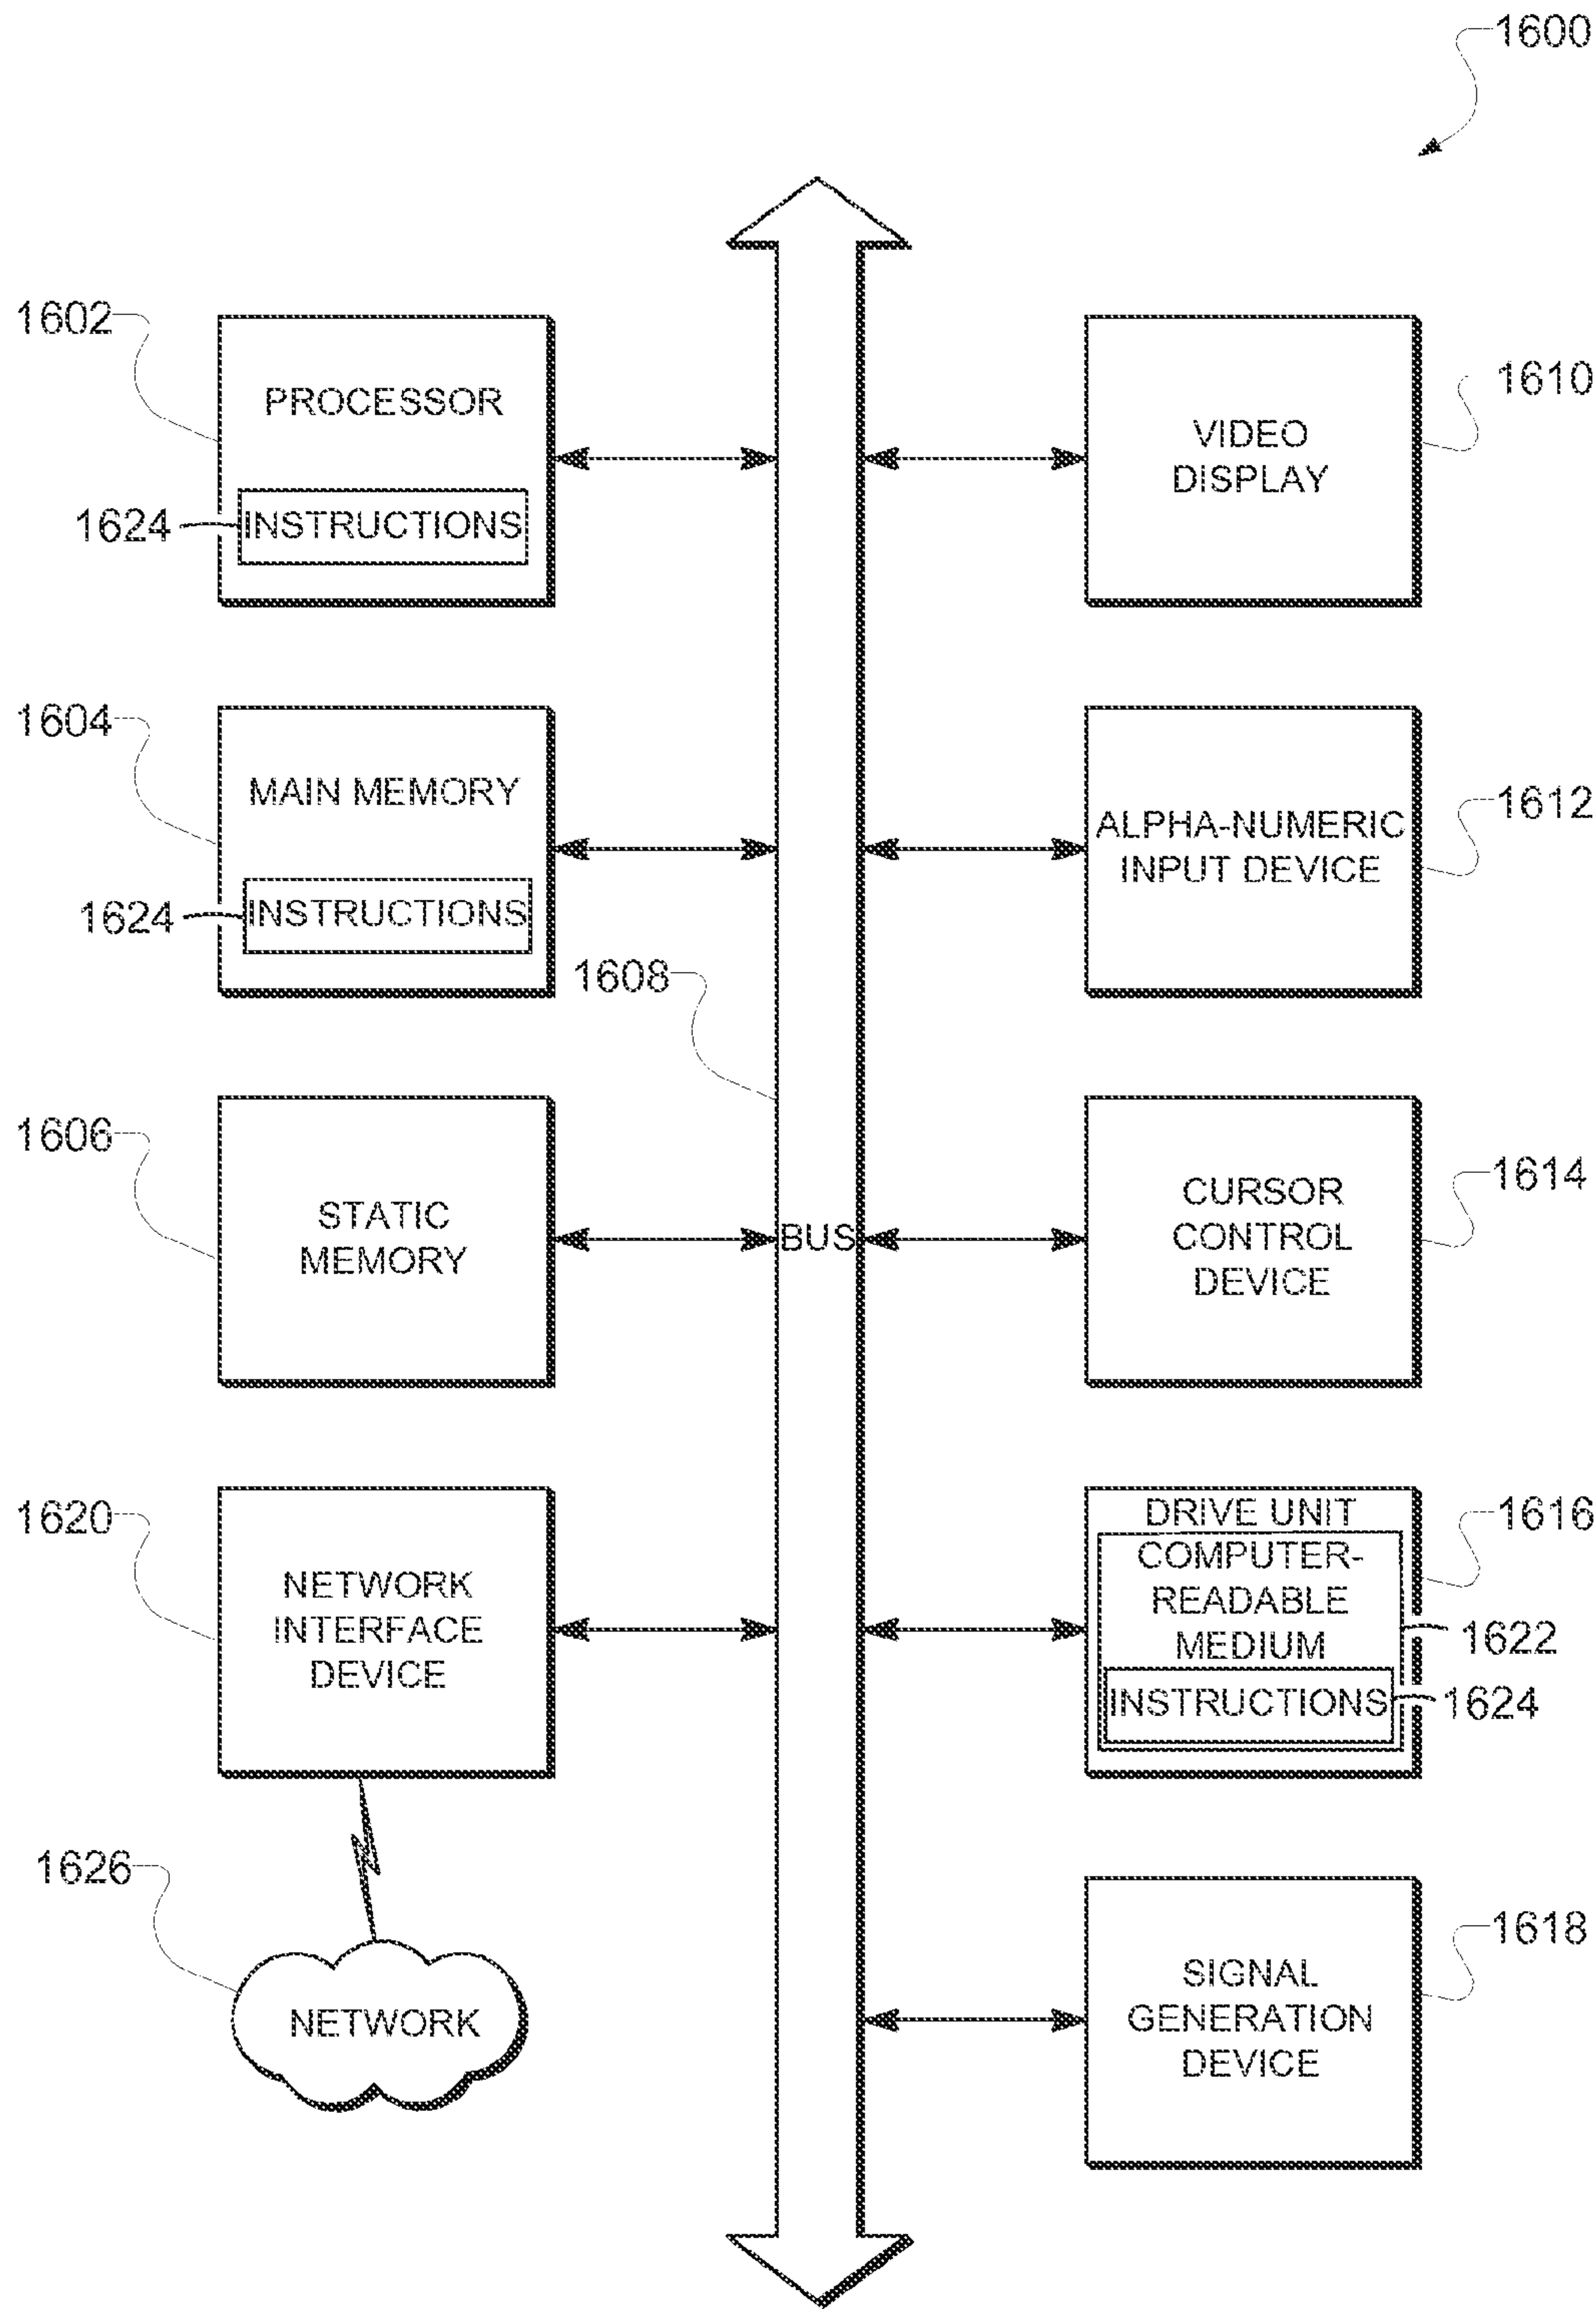 1600
1602
PROCESSOR
1624
INSTRUCTIONS
1610
VIDEO
DISPLAY
1604
MAIN MEMORY
1624
INSTRUCTIONS
1612
ALPHA-NUMERIC
INPUT DEVICE
1608
BUS
1606
STATIC
MEMORY
1614
CURSOR
CONTROL
DEVICE
1620
NETWORK
INTERFACE
DEVICE
1616
DRIVE UNIT
COMPUTER-
READABLE
MEDIUM
1622
INSTRUCTIONS
1624
1626
NETWORK
1618
SIGNAL
GENERATION
DEVICE